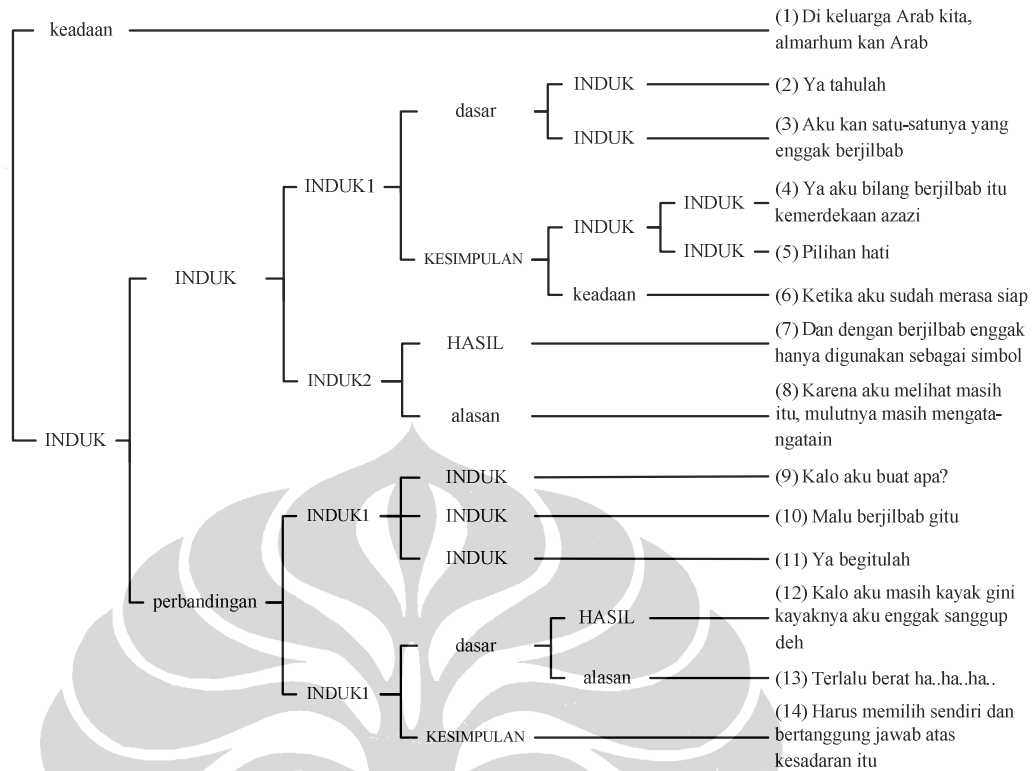 (1) Di keluarga Arab kita,
keadaan
almarhum kan Arab
INDUK
(2) Ya tahulah
dasar
(3) Aku kan satu-satunya yang
INDUK
enggak berjilbab
INDUK1
(4) Ya aku bilang berjilbab itu
INDUK
kemerdekaan azazi
INDUK
INDUK
(5) Pilihan hati
KESIMPULAN
INDUK
keadaan
(6) Ketika aku sudah merasa siap
(7) Dan dengan berjilbab enggak
HASIL
hanya digunakan sebagai simbol
INDUK2
(8) Karena aku melihat masih
alasan
itu, mulutnya masih mengata-
ngatain
INDUK
INDUK
(9) Kalo aku buat apa?
INDUK1
INDUK
(10) Malu berjilbab gitu
INDUK
(11) Ya begitulah
perbandingan
(12) Kalo aku masih kayak gini
HASIL
kayaknya aku enggak sanggup
deh
dasar
alasan
(13) Terlalu berat ha..ha..ha..
INDUK1
(14) Harus memilih sendiri dan
KESIMPULAN
bertanggung jawab atas
kesadaran itu